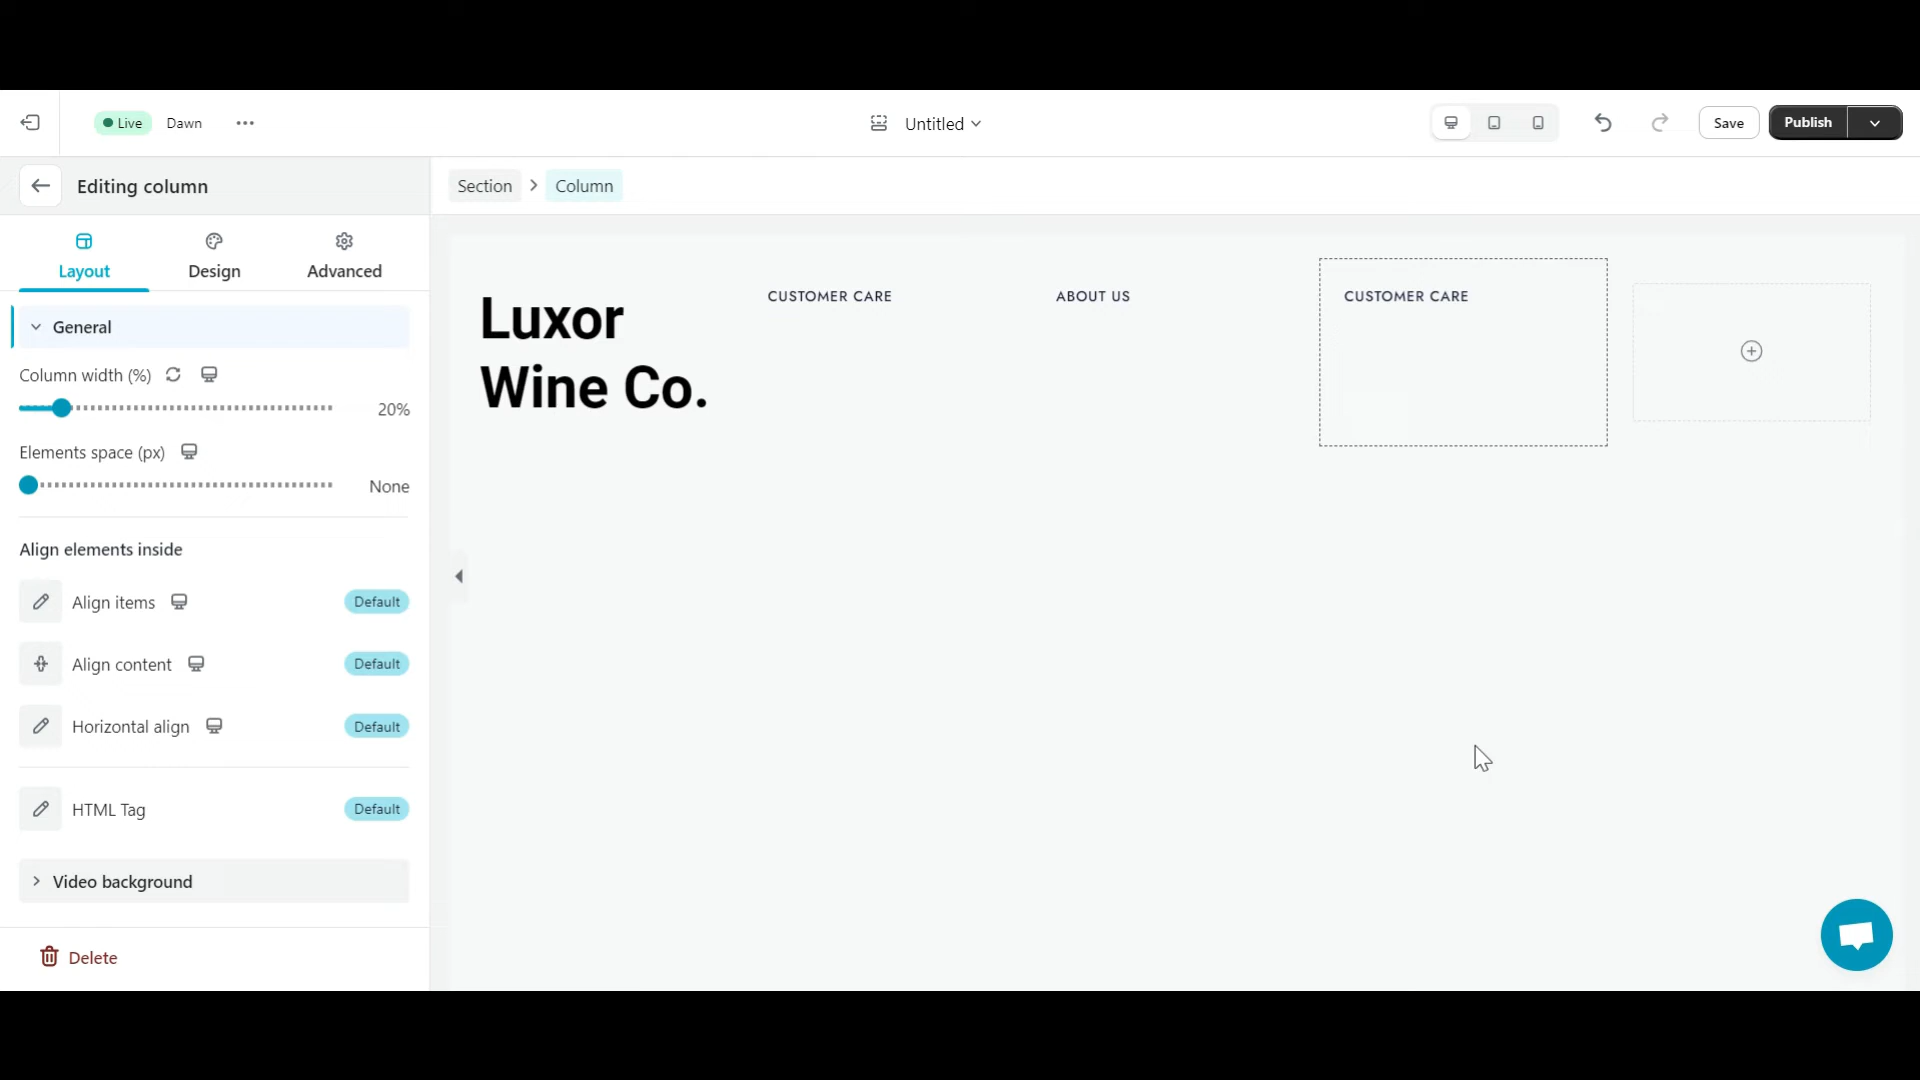 Live
Dawn
Untitled
Save
Publish
Editing column
Section
Column
Layout
Design
Advanced
General
Column width (%)
20%
Elements space (px)
None
Align elements inside
Align items
Default
Align content
Default
Horizontal align
Default
HTML Tag
Default
Video background
Delete
Luxor
Wine Co.
CUSTOMER CARE
ABOUT US
CUSTOMER CARE